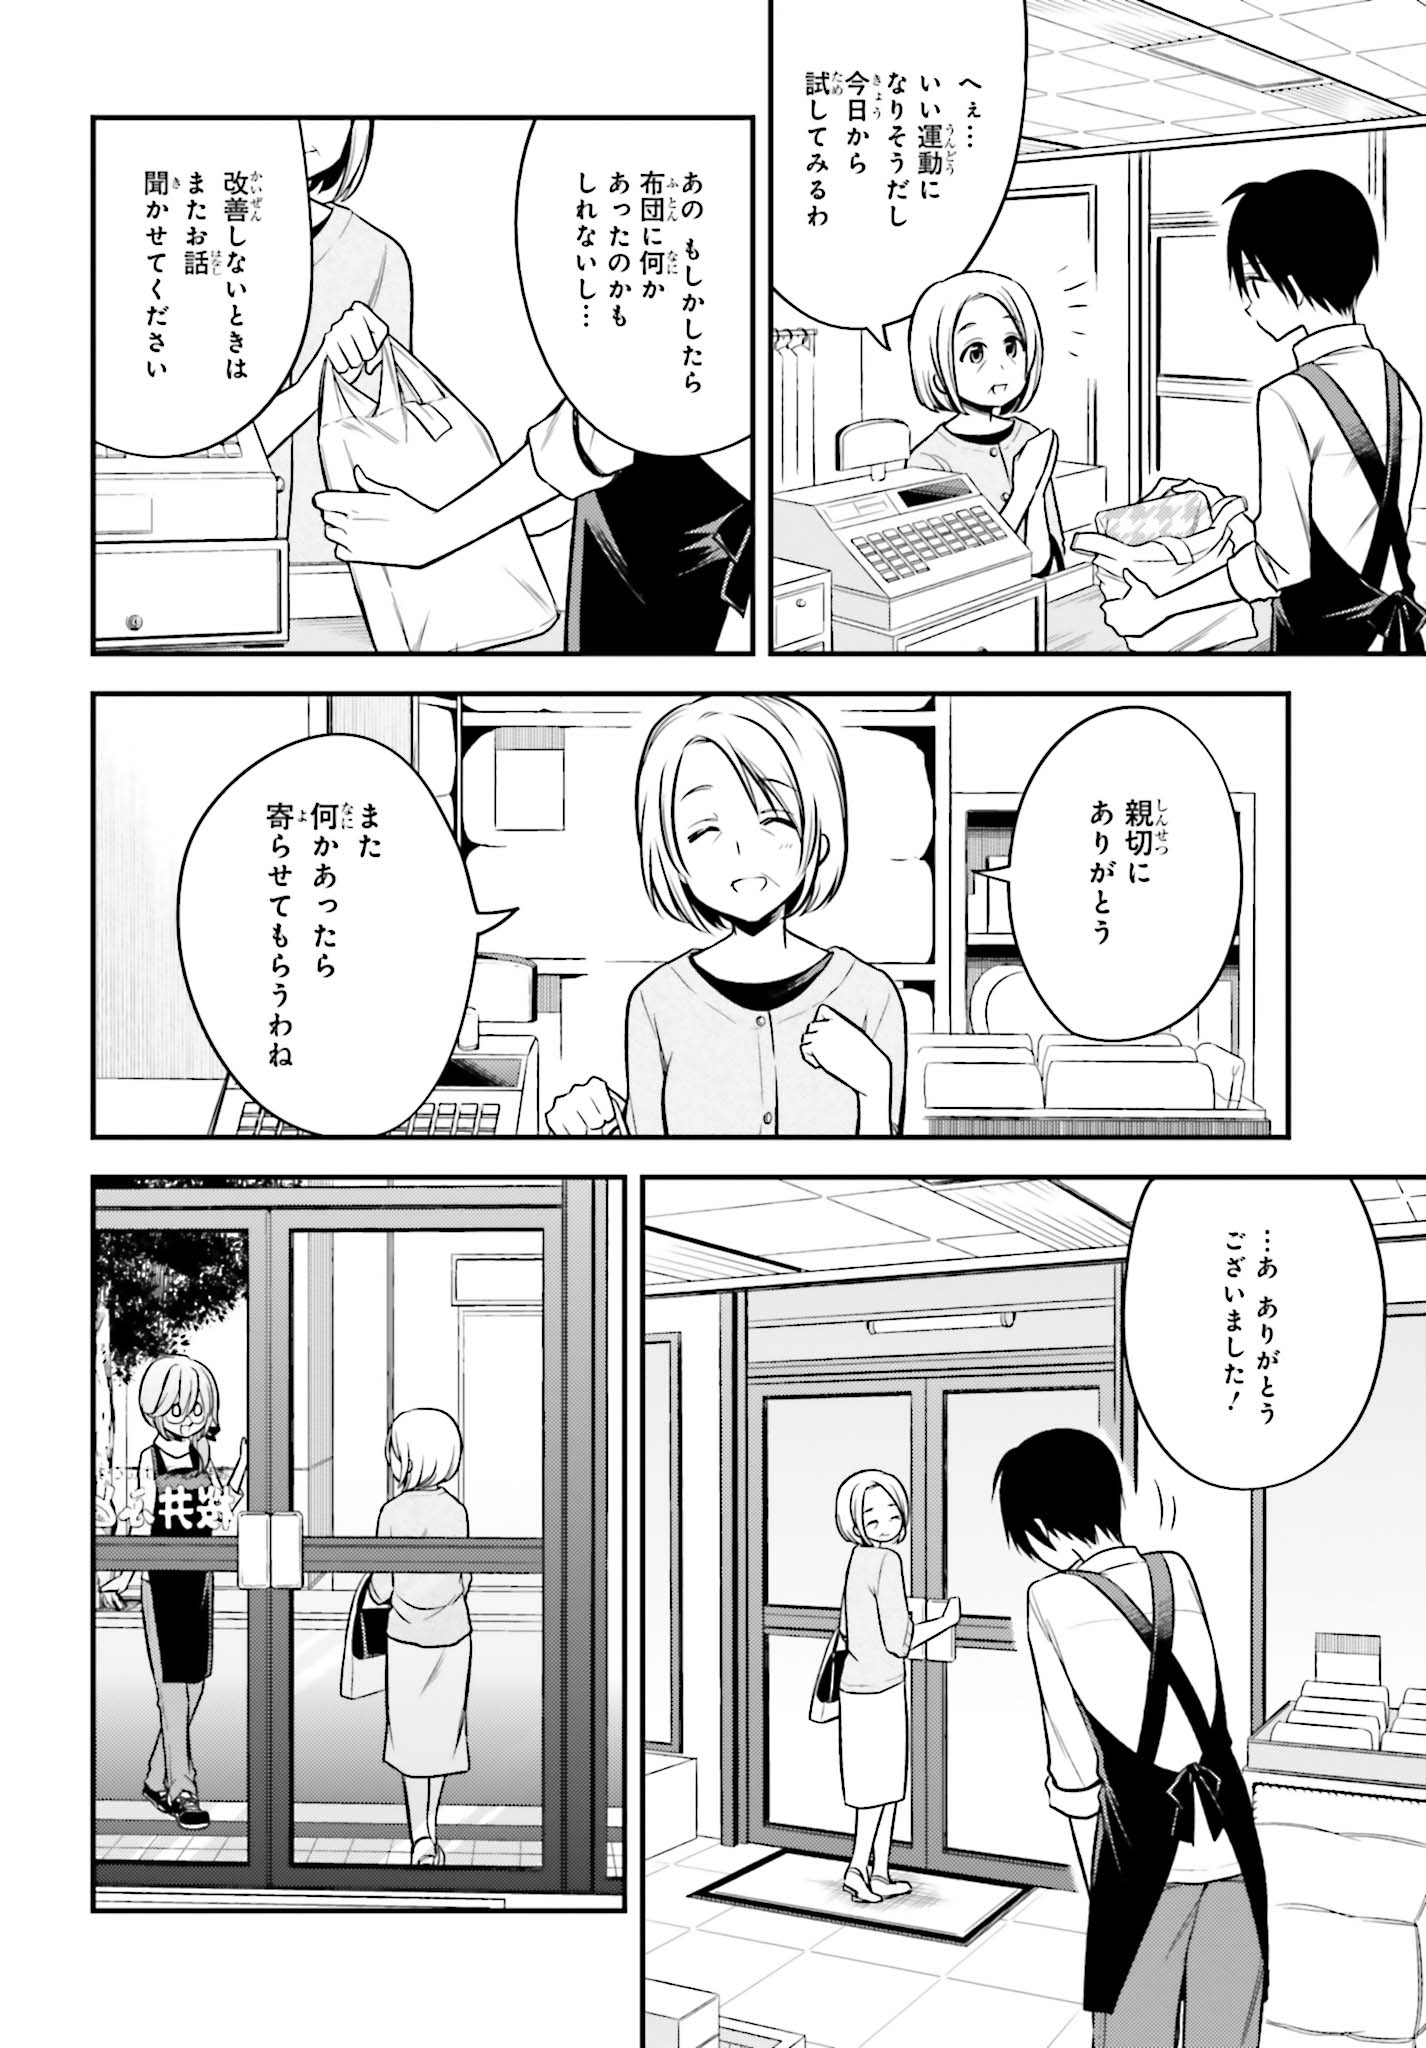 へぇ…
いい運動に
なりそうだし
今日から
試してみるわ
あの もしかしたら
布団に何か
あったのかも
しれないし…
改善しないときは
またお話
聞かせてください
親切に
ありがとう
また
何かあったら
寄らせてもらうわね
…あ ありがとう
ございました!